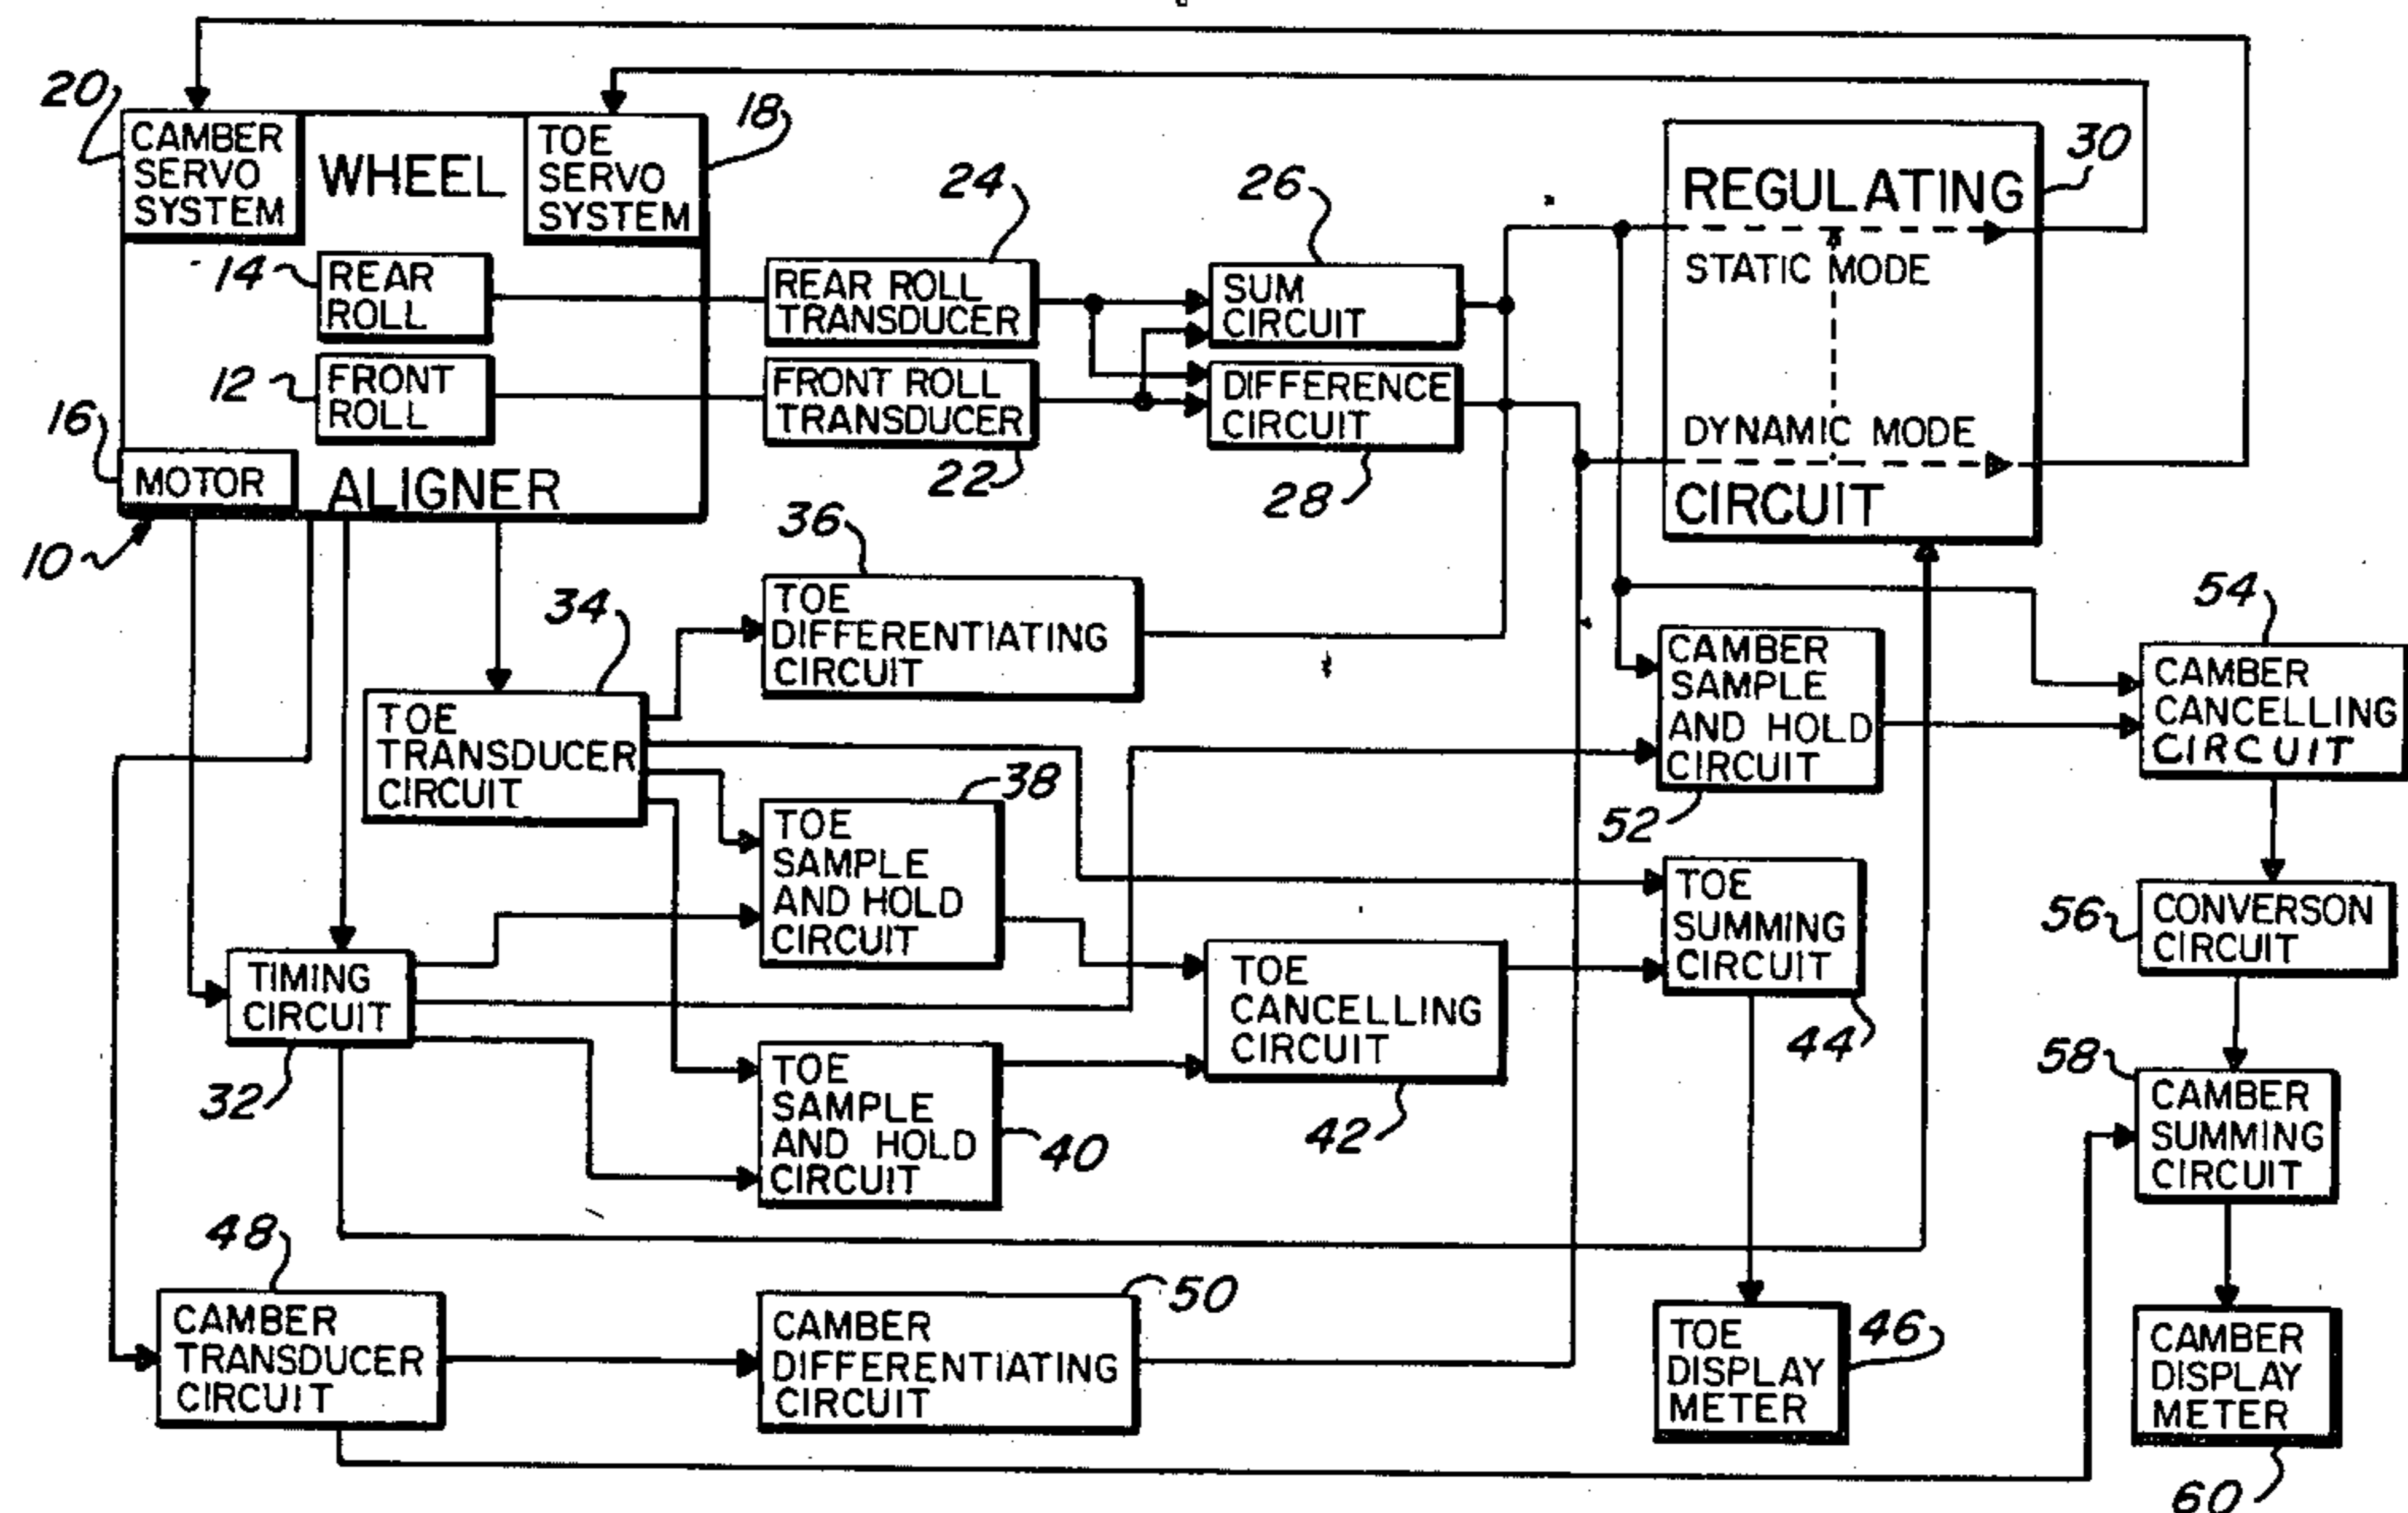 20
CAMBER
SERVO
SYSTEM
WHEEL
TOE
SERVO
SYSTEM
18
14
REAR
ROLL
12
FRONT
ROLL
16
MOTOR
ALIGNER
10
24
REAR ROLL
TRANSDUCER
FRONT ROLL
TRANSDUCER
22
26
SUM
CIRCUIT
DIFFERENCE
CIRCUIT
28
30
REGULATING
STATIC MODE
DYNAMIC MODE
CIRCUIT
34
TOE
TRANSDUCER
CIRCUIT
36
TOE
DIFFERENTIATING
CIRCUIT
38
TOE
SAMPLE
AND HOLD
CIRCUIT
TIMING
CIRCUIT
32
TOE
SAMPLE
AND HOLD
CIRCUIT
40
TOE
CANCELLING
CIRCUIT
42
CAMBER
SAMPLE
AND HOLD
CIRCUIT
52
54
CAMBER
CANCELLING
CIRCUIT
TOE
SUMMING
CIRCUIT
44
56
CONVERSON
CIRCUIT
58
CAMBER
SUMMING
CIRCUIT
48
CAMBER
TRANSDUCER
CIRCUIT
50
CAMBER
DIFFERENTIATING
CIRCUIT
TOE
DISPLAY
METER
46
CAMBER
DISPLAY
METER
60